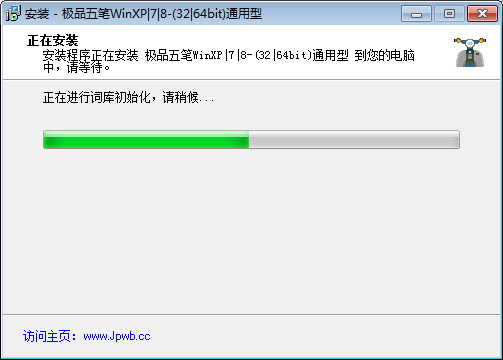 安装 - 极品五笔WinXP|7|8-(32|64bit)通用型
正在安装
安装程序正在安装 极品五笔WinXP|7|8-(32|64bit)通用型 到您的电脑
中，请等待。
正在进行词库初始化，请稍候...
访问主页：www.Jpwb.cc